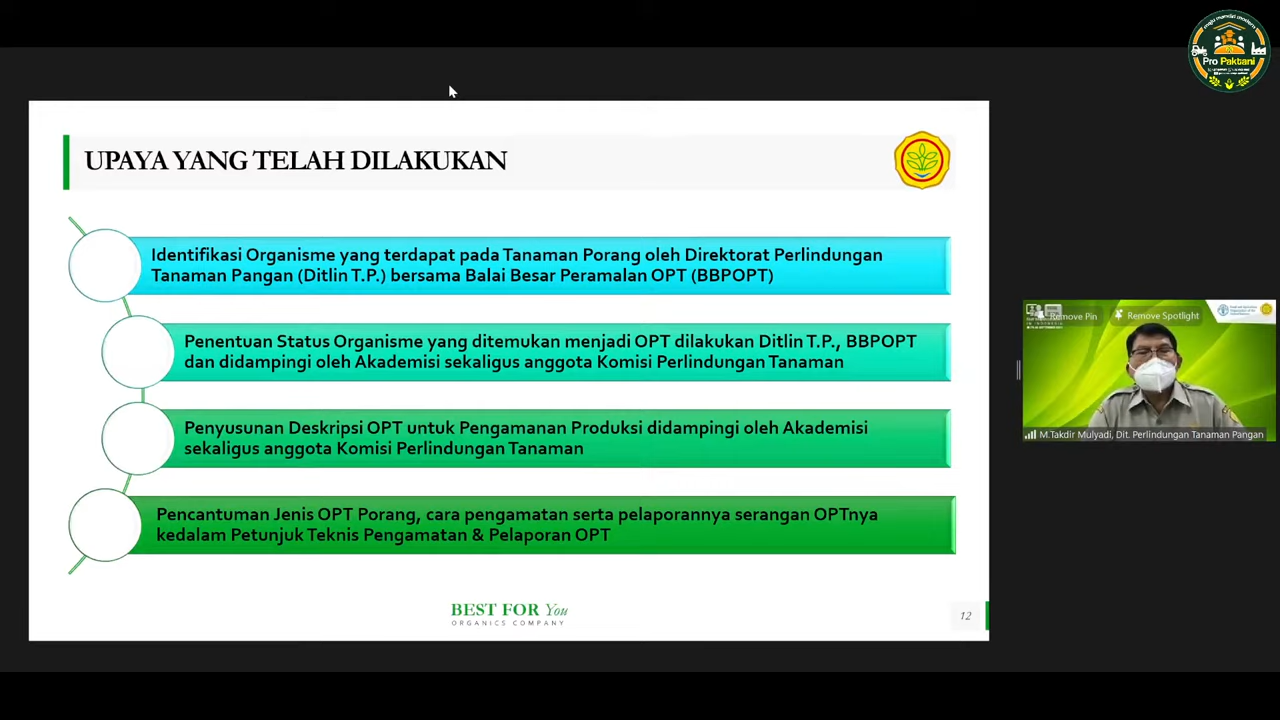 maju mandiri modern
Pro Paktani
UPAYA YANG TELAH DILAKUKAN
Identifikasi Organisme yang terdapat pada Tanaman Porang oleh Direktorat Perlindungan
Tanaman Pangan (Ditlin T.P.) bersama Balai Besar Peramalan OPT (BBPOPT)
Penentuan Status Organisme yang ditemukan menjadi OPT dilakukan Ditlin T.P., BBPOPT
dan didampingi oleh Akademisi sekaligus anggota Komisi Perlindungan Tanaman
Penyusunan Deskripsi OPT untuk Pengamanan Produksi didampingi oleh Akademisi
sekaligus anggota Komisi Perlindungan Tanaman
Pencantuman Jenis OPT Porang, cara pengamatan serta pelaporannya serangan OPTnya
kedalam Petunjuk Teknis Pengamatan & Pelaporan OPT
BEST FOR You
ORGANICS COMPANY
12
Remove Pin
Remove Spotlight
M.Takdir Mulyadi, Dit. Perlindungan Tanaman Pangan